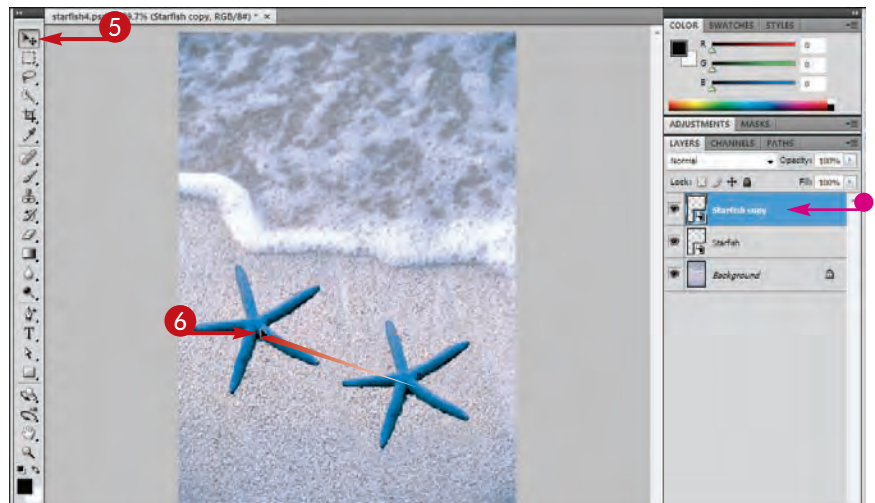 starfish4.ps 9.7% (Starfish copy, RGB/8#) * ×
5
COLOR SWATCHES STYLES
R 0
G 0
B 0
ADJUSTMENTS MASKS
LAYERS CHANNELS PATHS
Normal Opacity: 100%
Lock: Fill: 100%
Starfish copy
Starfish
Background
6
T